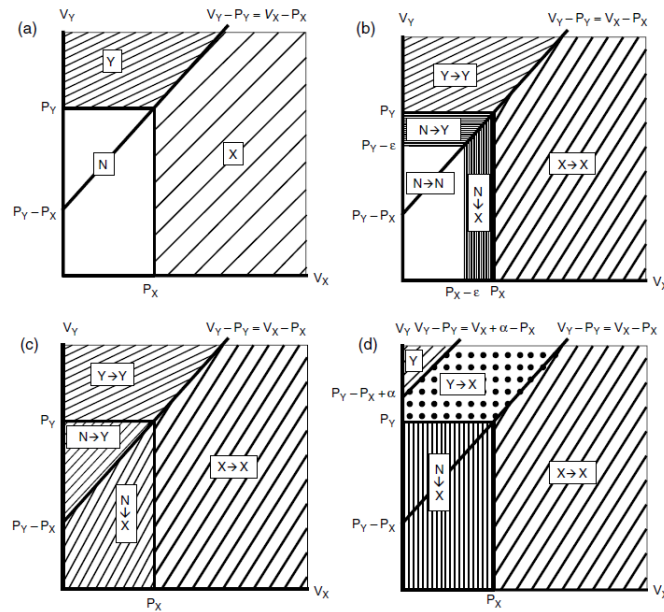 (a)
V_Y
V_Y – P_Y = V_X – P_X
Y
P_Y
N
X
P_Y – P_X
P_X
V_X
(b)
V_Y
V_Y – P_Y = V_X – P_X
Y→Y
P_Y
N→Y
P_Y – ε
N→N
N
↓
X
X→X
P_Y – P_X
P_X – ε
P_X
V_X
(c)
V_Y
V_Y – P_Y = V_X – P_X
Y→Y
P_Y
N→Y
N
↓
X
X→X
P_Y – P_X
P_X
V_X
(d)
V_Y
V_Y – P_Y = V_X + α – P_X
V_Y – P_Y = V_X – P_X
Y
Y→X
P_Y – P_X + α
P_Y
N
↓
X
X→X
P_Y – P_X
P_X
V_X